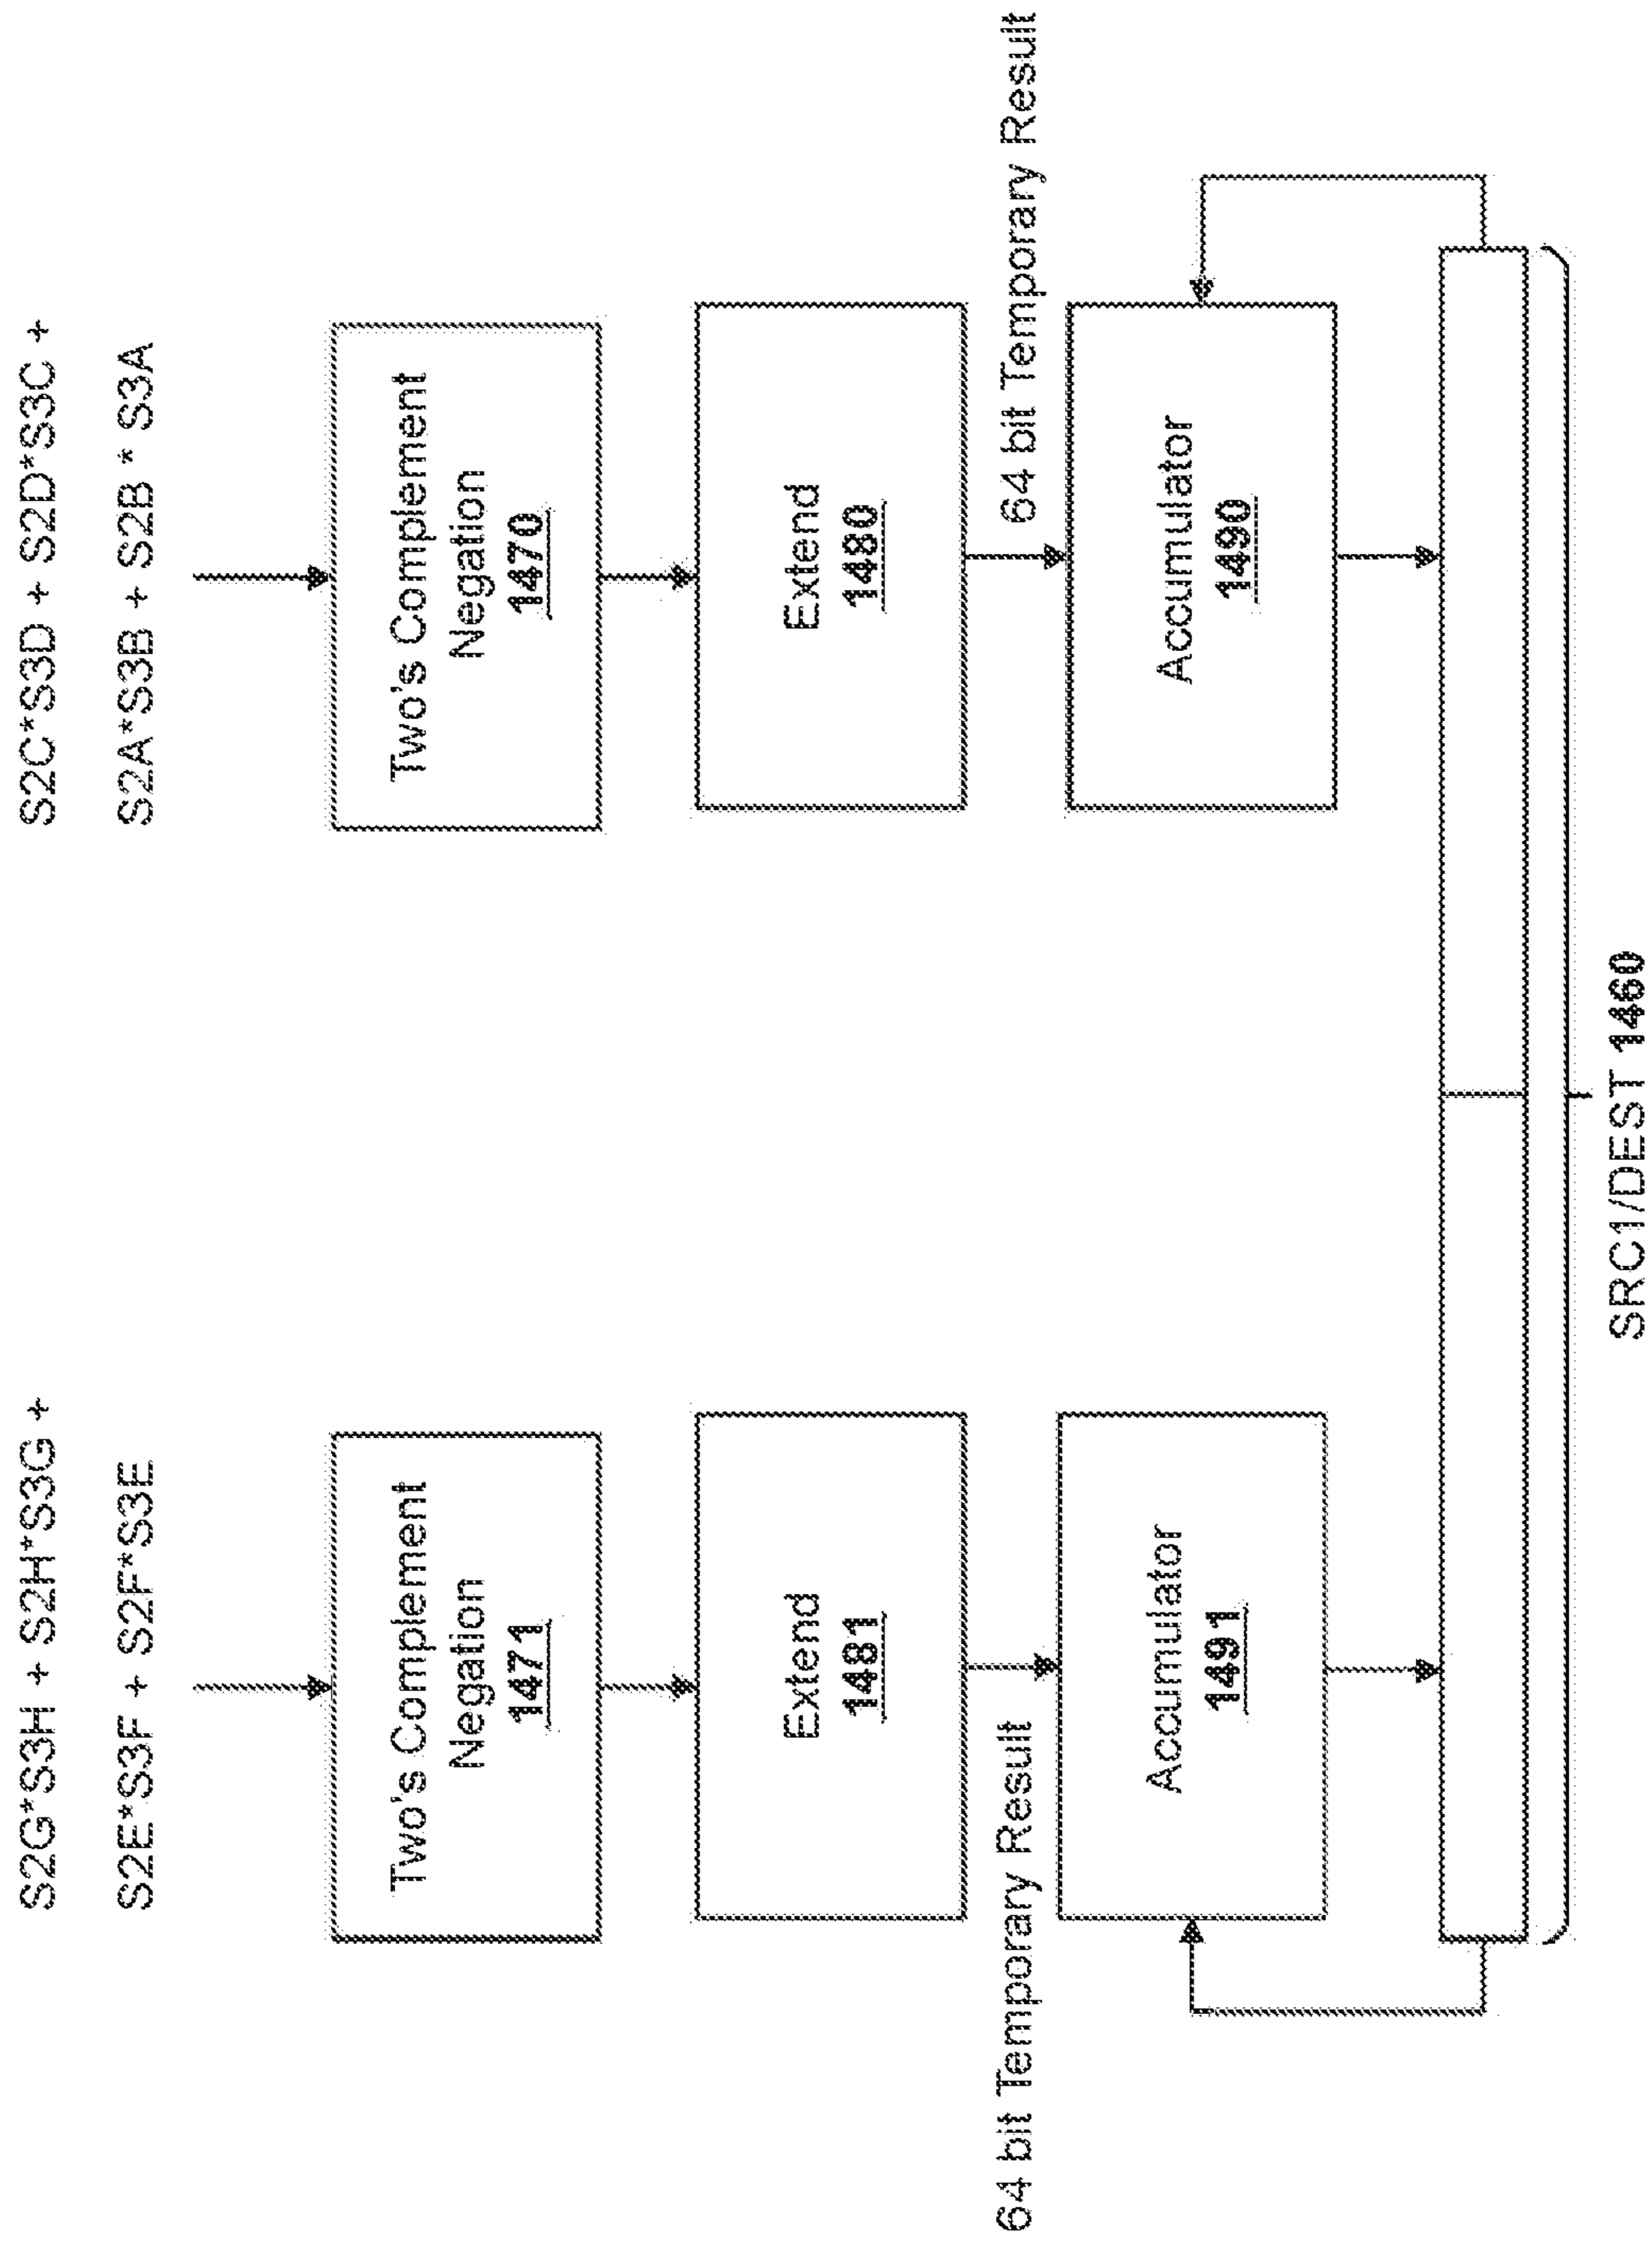 S2G*S3H + S2H*S3G +
S2E*S3F + S2F*S3E
S2C*S3D + S2D*S3C +
S2A*S3B + S2B * S3A
Two's Complement
Negation
1471
Two's Complement
Negation
1470
Extend
1481
Extend
1480
64 bit Temporary Result
64 bit Temporary Result
Accumulator
1491
Accumulator
1490
SRC1/DEST 1460